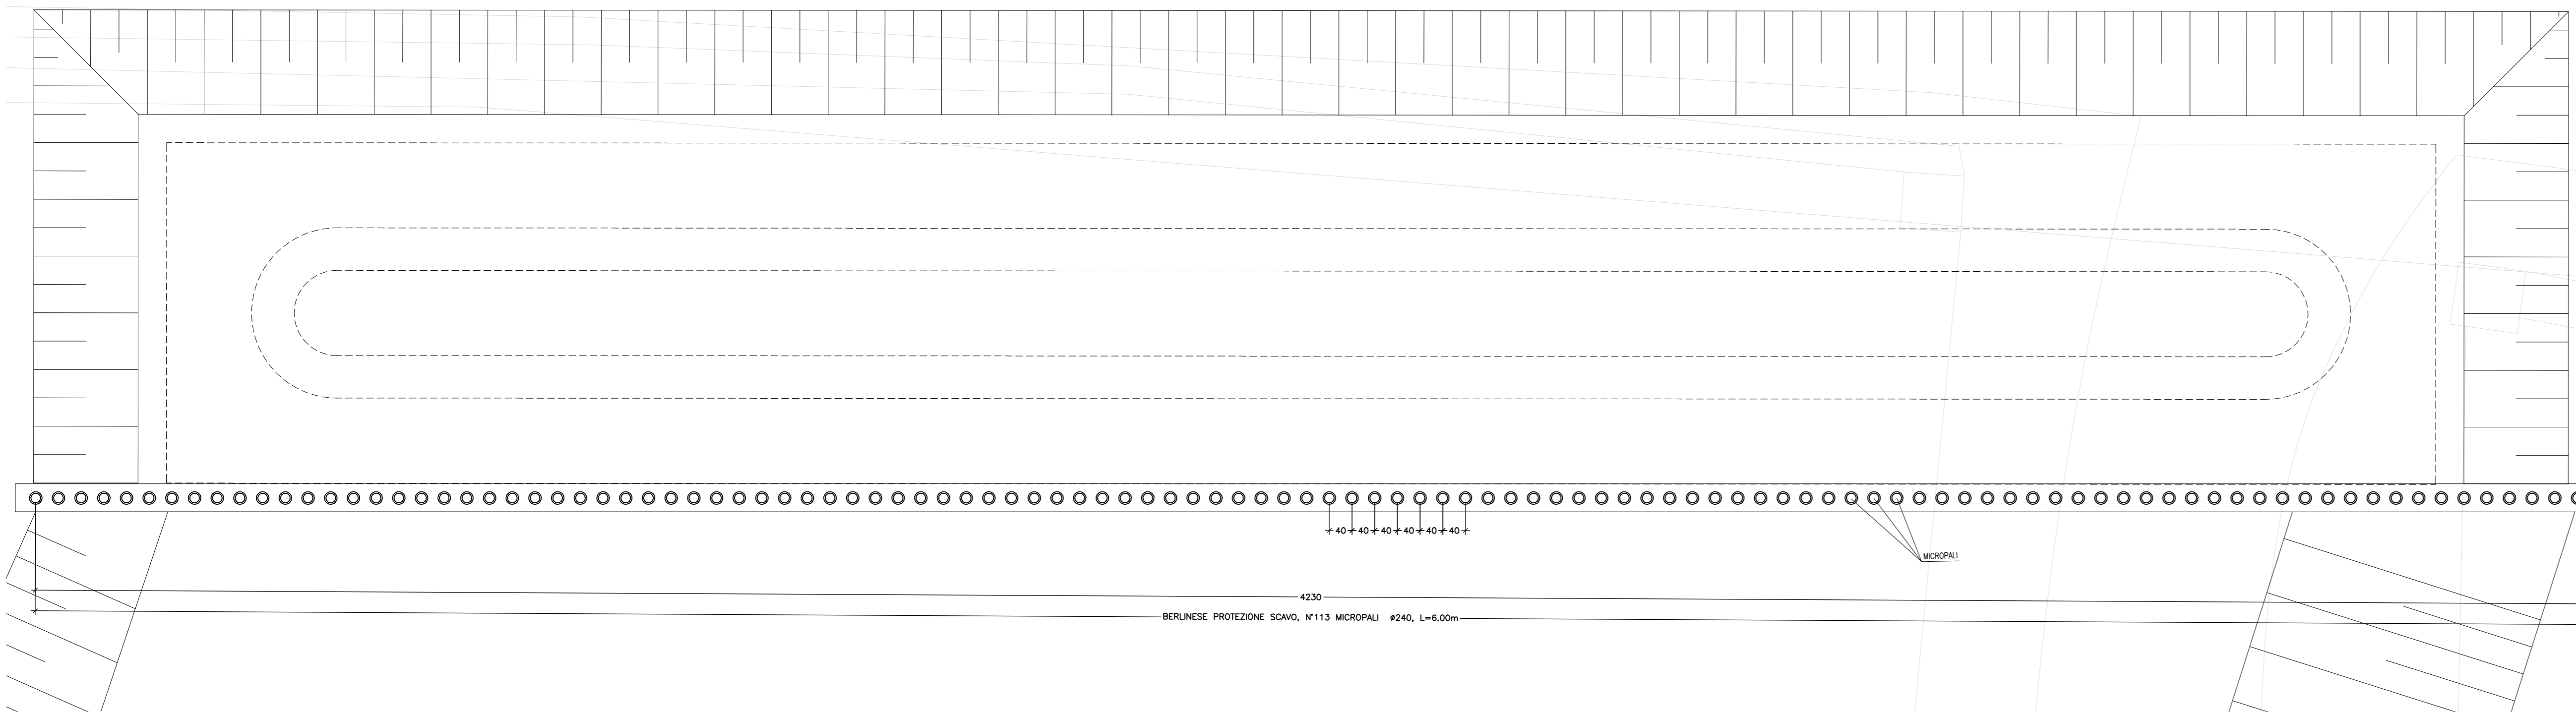 40 40 40 40 40 40
MICROPALI
4230
BERLINESE PROTEZIONE SCAVO, N°113 MICROPALI ø240, L=6.00m